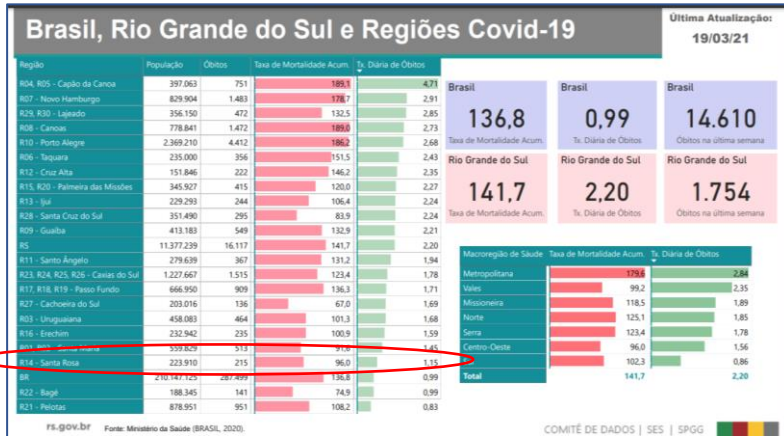 Brasil, Rio Grande do Sul e Regiões Covid-19
Última Atualização:
19/03/21
Região População Óbitos Taxa de Mortalidade Acum. Tx. Diária de Óbitos
R04, R05 - Capão da Canoa 397.063 751 189,1 4,71
R07 - Novo Hamburgo 829.904 1.483 178,7 2,91
R29, R30 - Lajeado 356.150 472 132,5 2,85
R08 - Canoas 778.841 1.472 189,0 2,73
R10 - Porto Alegre 2.369.210 4.412 186,2 2,68
R06 - Taquara 235.000 356 151,5 2,43
R12 - Cruz Alta 151.846 222 146,2 2,35
R15, R20 - Palmeira das Missões 345.927 415 120,0 2,27
R13 - Ijuí 229.293 244 106,4 2,24
R28 - Santa Cruz do Sul 351.490 295 83,9 2,24
R09 - Guaíba 413.183 549 132,9 2,21
RS 11.377.239 16.117 141,7 2,20
R11 - Santo Ângelo 279.639 367 131,2 1,94
R23, R24, R25, R26 - Caxias do Sul 1.227.667 1.515 123,4 1,78
R17, R18, R19 - Passo Fundo 666.950 909 136,3 1,71
R27 - Cachoeira do Sul 203.016 136 67,0 1,69
R03 - Uruguaiana 458.083 464 101,3 1,68
R16 - Erechim 232.942 235 100,9 1,59
R01, R02 - Santa Maria 559.829 513 91,6 1,45
R14 - Santa Rosa 223.910 215 96,0 1,15
BR 210.147.125 287.499 136,8 0,99
R22 - Bagé 188.345 141 74,9 0,99
R21 - Pelotas 878.951 951 108,2 0,83
Brasil Brasil Brasil
136,8 0,99 14.610
Taxa de Mortalidade Acum. Tx. Diária de Óbitos Óbitos na última semana
Rio Grande do Sul Rio Grande do Sul Rio Grande do Sul
141,7 2,20 1.754
Taxa de Mortalidade Acum. Tx. Diária de Óbitos Óbitos na última semana
Macroregião de Sáude Taxa de Mortalidade Acum. Tx. Diária de Óbitos
Metropolitana 179,6 2,84
Vales 99,2 2,35
Missioneira 118,5 1,89
Norte 125,1 1,85
Serra 123,4 1,78
Centro-Oeste 96,0 1,56
102,3 0,86
Total 141,7 2,20
rs.gov.br Fonte: Ministério da Saúde (BRASIL, 2020).
COMITÊ DE DADOS | SES | SPGG